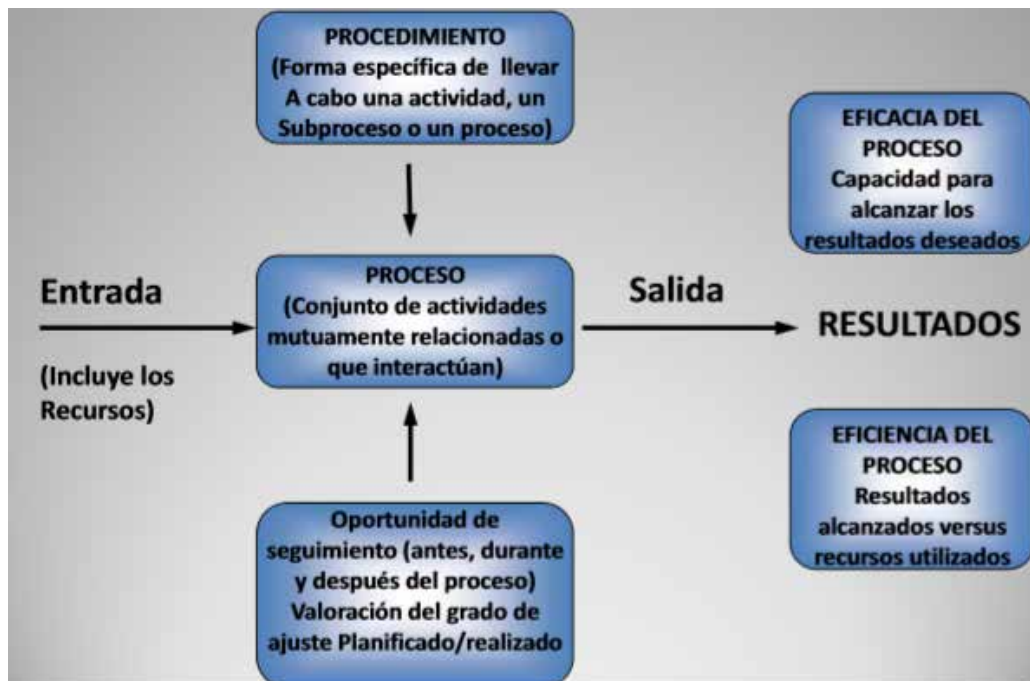 PROCEDIMIENTO
(Forma específica de llevar
A cabo una actividad, un
Subproceso o un proceso)
EFICACIA DEL
PROCESO
Capacidad para
alcanzar los
resultados deseados
Entrada
(Incluye los
Recursos)
PROCESO
(Conjunto de actividades
mutuamente relacionadas o
que interactúan)
Salida
RESULTADOS
Oportunidad de
seguimiento (antes, durante
y después del proceso)
Valoración del grado de
ajuste Planificado/realizado
EFICIENCIA DEL
PROCESO
Resultados
alcanzados versus
recursos utilizados